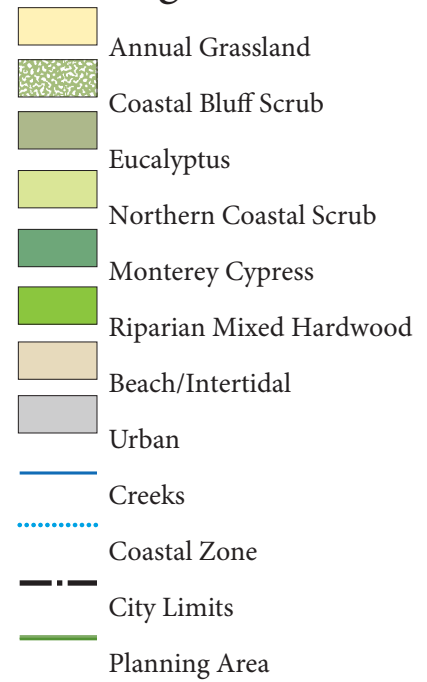 Annual Grassland
Coastal Bluff Scrub
Eucalyptus
Northern Coastal Scrub
Monterey Cypress
Riparian Mixed Hardwood
Beach/Intertidal
Urban
Creeks
Coastal Zone
City Limits
Planning Area